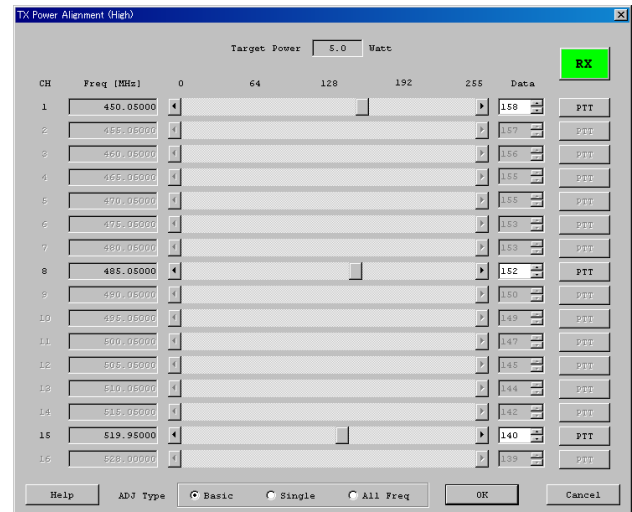 TX Power Alignment (High)
Target Power 5.0 Watt
RX
CH Freq [MHz] 0 64 128 192 255 Data
1 450.05000 158 PTT
2 455.05000 157 PTT
3 460.05000 156 PTT
4 465.05000 155 PTT
5 470.05000 155 PTT
6 475.05000 153 PTT
7 480.05000 153 PTT
8 485.05000 152 PTT
9 490.05000 150 PTT
10 495.05000 149 PTT
11 500.05000 147 PTT
12 505.05000 145 PTT
13 510.05000 144 PTT
14 515.05000 142 PTT
15 519.95000 140 PTT
16 528.00000 139 PTT
Help ADJ Type Basic Single All Freq OK Cancel